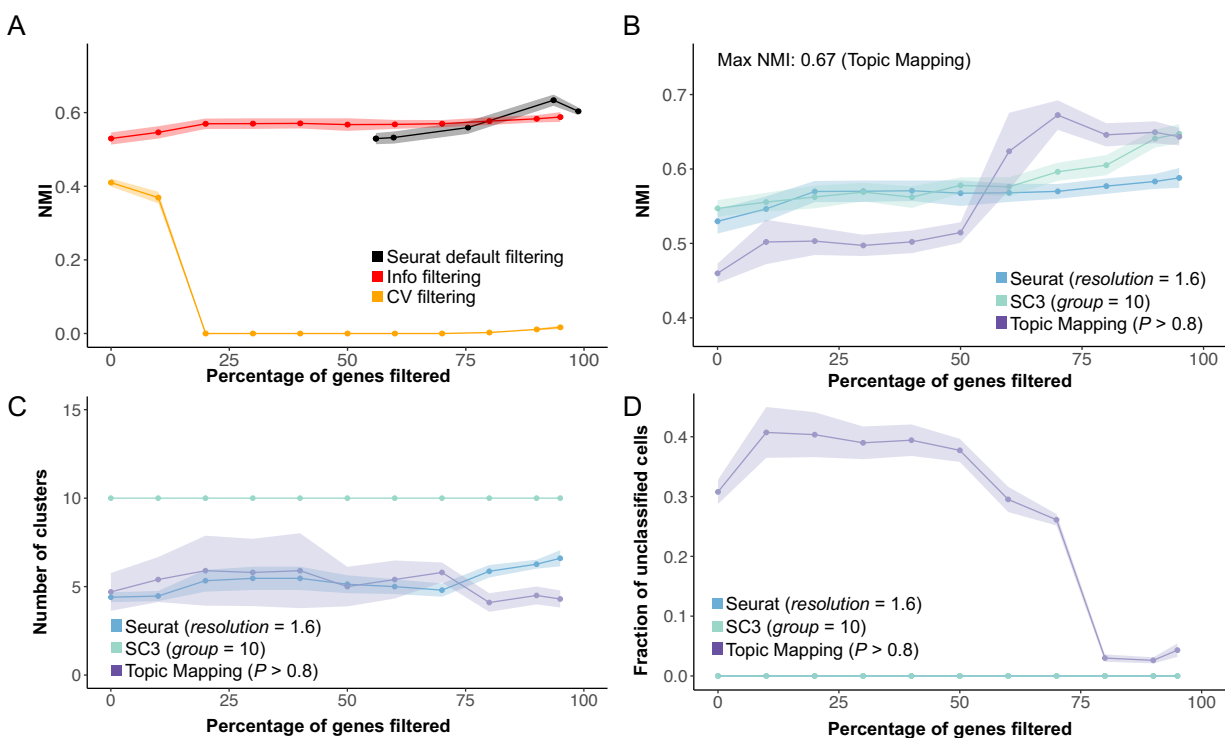 A
NMI
0.6
0.4
0.2
0.0
Seurat default filtering
Info filtering
CV filtering
0 25 50 75 100
Percentage of genes filtered
B
Max NMI: 0.67 (Topic Mapping)
NMI
0.7
0.6
0.5
0.4
Seurat (resolution = 1.6)
SC3 (group = 10)
Topic Mapping (P > 0.8)
0 25 50 75 100
Percentage of genes filtered
C
Number of clusters
15
10
5
0
Seurat (resolution = 1.6)
SC3 (group = 10)
Topic Mapping (P > 0.8)
0 25 50 75 100
Percentage of genes filtered
D
Fraction of unclassified cells
0.4
0.3
0.2
0.1
0.0
Seurat (resolution = 1.6)
SC3 (group = 10)
Topic Mapping (P > 0.8)
0 25 50 75 100
Percentage of genes filtered